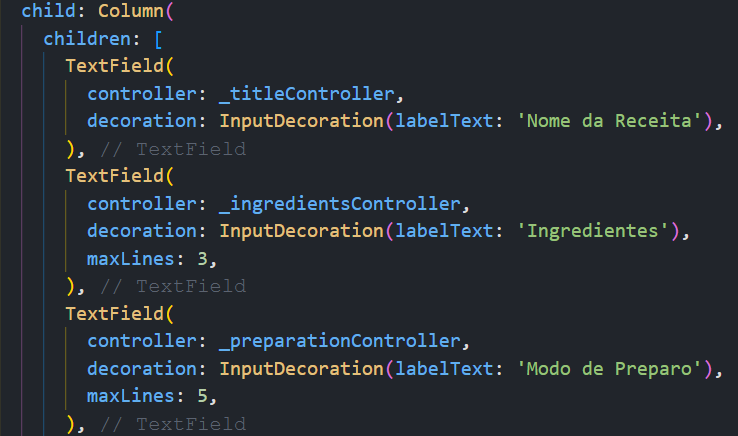 child: Column(
children: [
TextField(
controller: _titleController,
decoration: InputDecoration(labelText: 'Nome da Receita'),
), // TextField
TextField(
controller: _ingredientsController,
decoration: InputDecoration(labelText: 'Ingredientes'),
maxLines: 3,
), // TextField
TextField(
controller: _preparationController,
decoration: InputDecoration(labelText: 'Modo de Preparo'),
maxLines: 5,
), // TextField